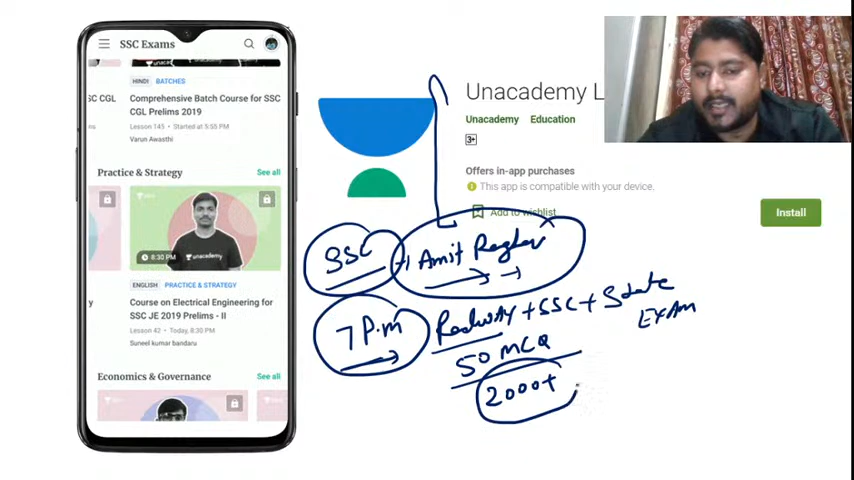 SSC Exams
HINDI BATCHES
SC CGL
Comprehensive Batch Course for SSC CGL Prelims 2019
Lesson 145 • Started at 5:55 PM
Varun Awasthi
Practice & Strategy
See all
8:30 PM
unacademy
ENGLISH PRACTICE & STRATEGY
Course on Electrical Engineering for SSC JE 2019 Prelims - II
Lesson 42 • Today, 8:30 PM
Suneel kumar bandaru
Economics & Governance
See all
Unacademy L
Unacademy Education
3+
Offers in-app purchases
This app is compatible with your device.
Add to wishlist
Install
SSC
Amit Raghav
7 P.m
Railway + SSC + State
EXAM
50 MCQ
2000+